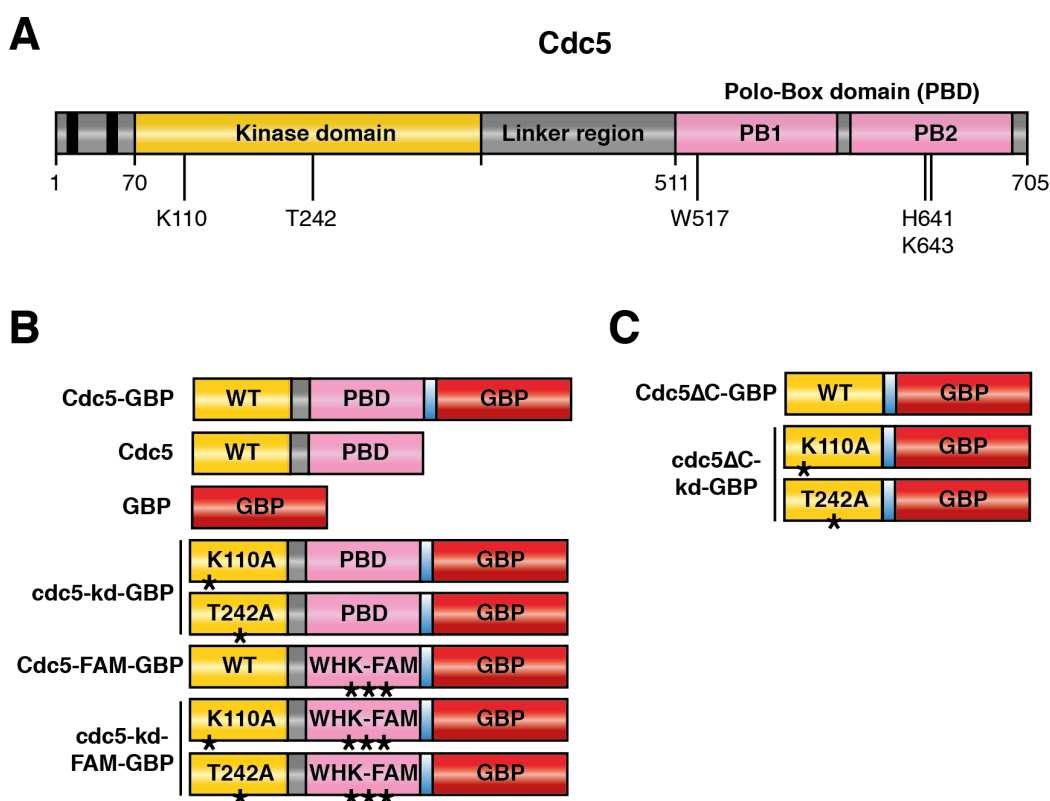 A
Cdc5
Polo-Box domain (PBD)
Kinase domain
Linker region
PB1
PB2
1
70
511
705
K110
T242
W517
H641
K643
B
Cdc5-GBP
WT
PBD
GBP
Cdc5
WT
PBD
GBP
GBP
cdc5-kd-GBP
K110A
PBD
GBP
*
T242A
PBD
GBP
*
Cdc5-FAM-GBP
WT
WHK-FAM
GBP
***
cdc5-kd-
FAM-GBP
K110A
WHK-FAM
GBP
*
***
T242A
WHK-FAM
GBP
*
***
C
Cdc5ΔC-GBP
WT
GBP
cdc5ΔC-
kd-GBP
K110A
GBP
*
T242A
GBP
*